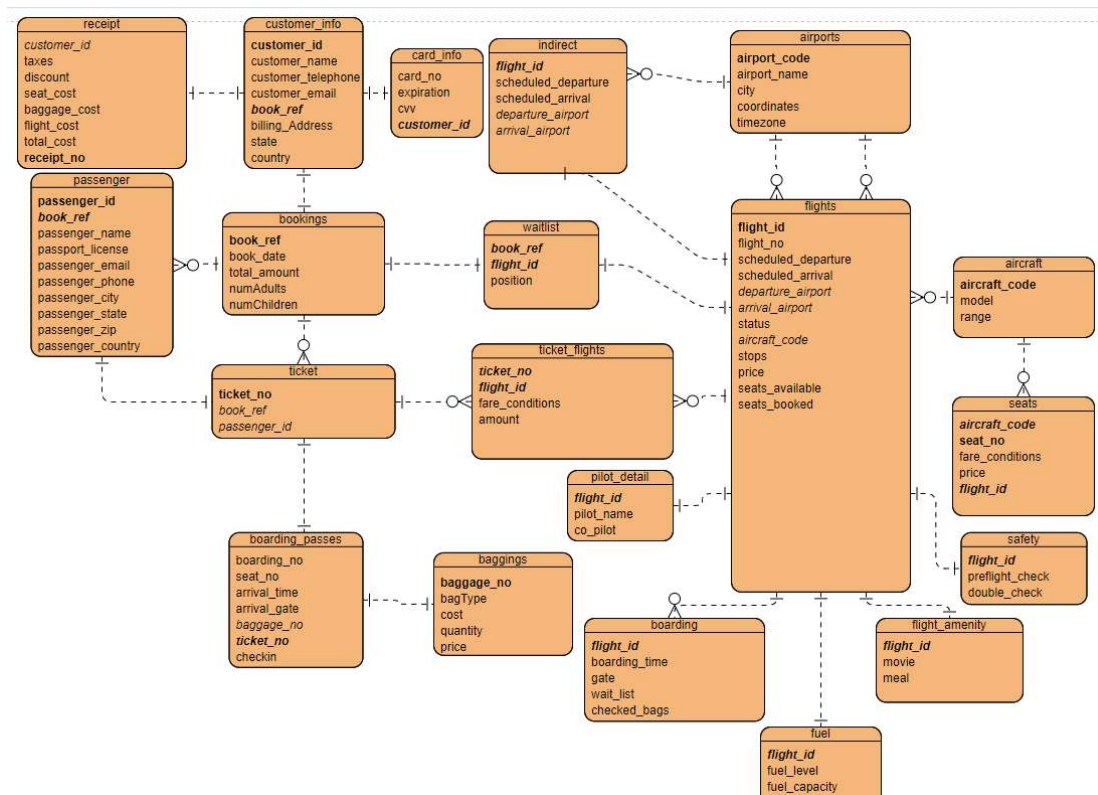 receipt
customer_id
taxes
discount
seat_cost
baggage_cost
flight_cost
total_cost
receipt_no
customer_info
customer_id
customer_name
customer_telephone
customer_email
book_ref
billing_Address
state
country
card_info
card_no
expiration
cvv
customer_id
indirect
flight_id
scheduled_departure
scheduled_arrival
departure_airport
arrival_airport
airports
airport_code
airport_name
city
coordinates
timezone
passenger
passenger_id
book_ref
passenger_name
passport_license
passenger_email
passenger_phone
passenger_city
passenger_state
passenger_zip
passenger_country
bookings
book_ref
book_date
total_amount
numAdults
numChildren
waitlist
book_ref
flight_id
position
flights
flight_id
flight_no
scheduled_departure
scheduled_arrival
departure_airport
arrival_airport
status
aircraft_code
stops
price
seats_available
seats_booked
aircraft
aircraft_code
model
range
ticket
ticket_no
book_ref
passenger_id
ticket_flights
ticket_no
flight_id
fare_conditions
amount
seats
aircraft_code
seat_no
fare_conditions
price
flight_id
pilot_detail
flight_id
pilot_name
co_pilot
boarding_passes
boarding_no
seat_no
arrival_time
arrival_gate
baggage_no
ticket_no
checkin
baggings
baggage_no
bagType
cost
quantity
price
safety
flight_id
preflight_check
double_check
boarding
flight_id
boarding_time
gate
wait_list
checked_bags
flight_amenity
flight_id
movie
meal
fuel
flight_id
fuel_level
fuel_capacity